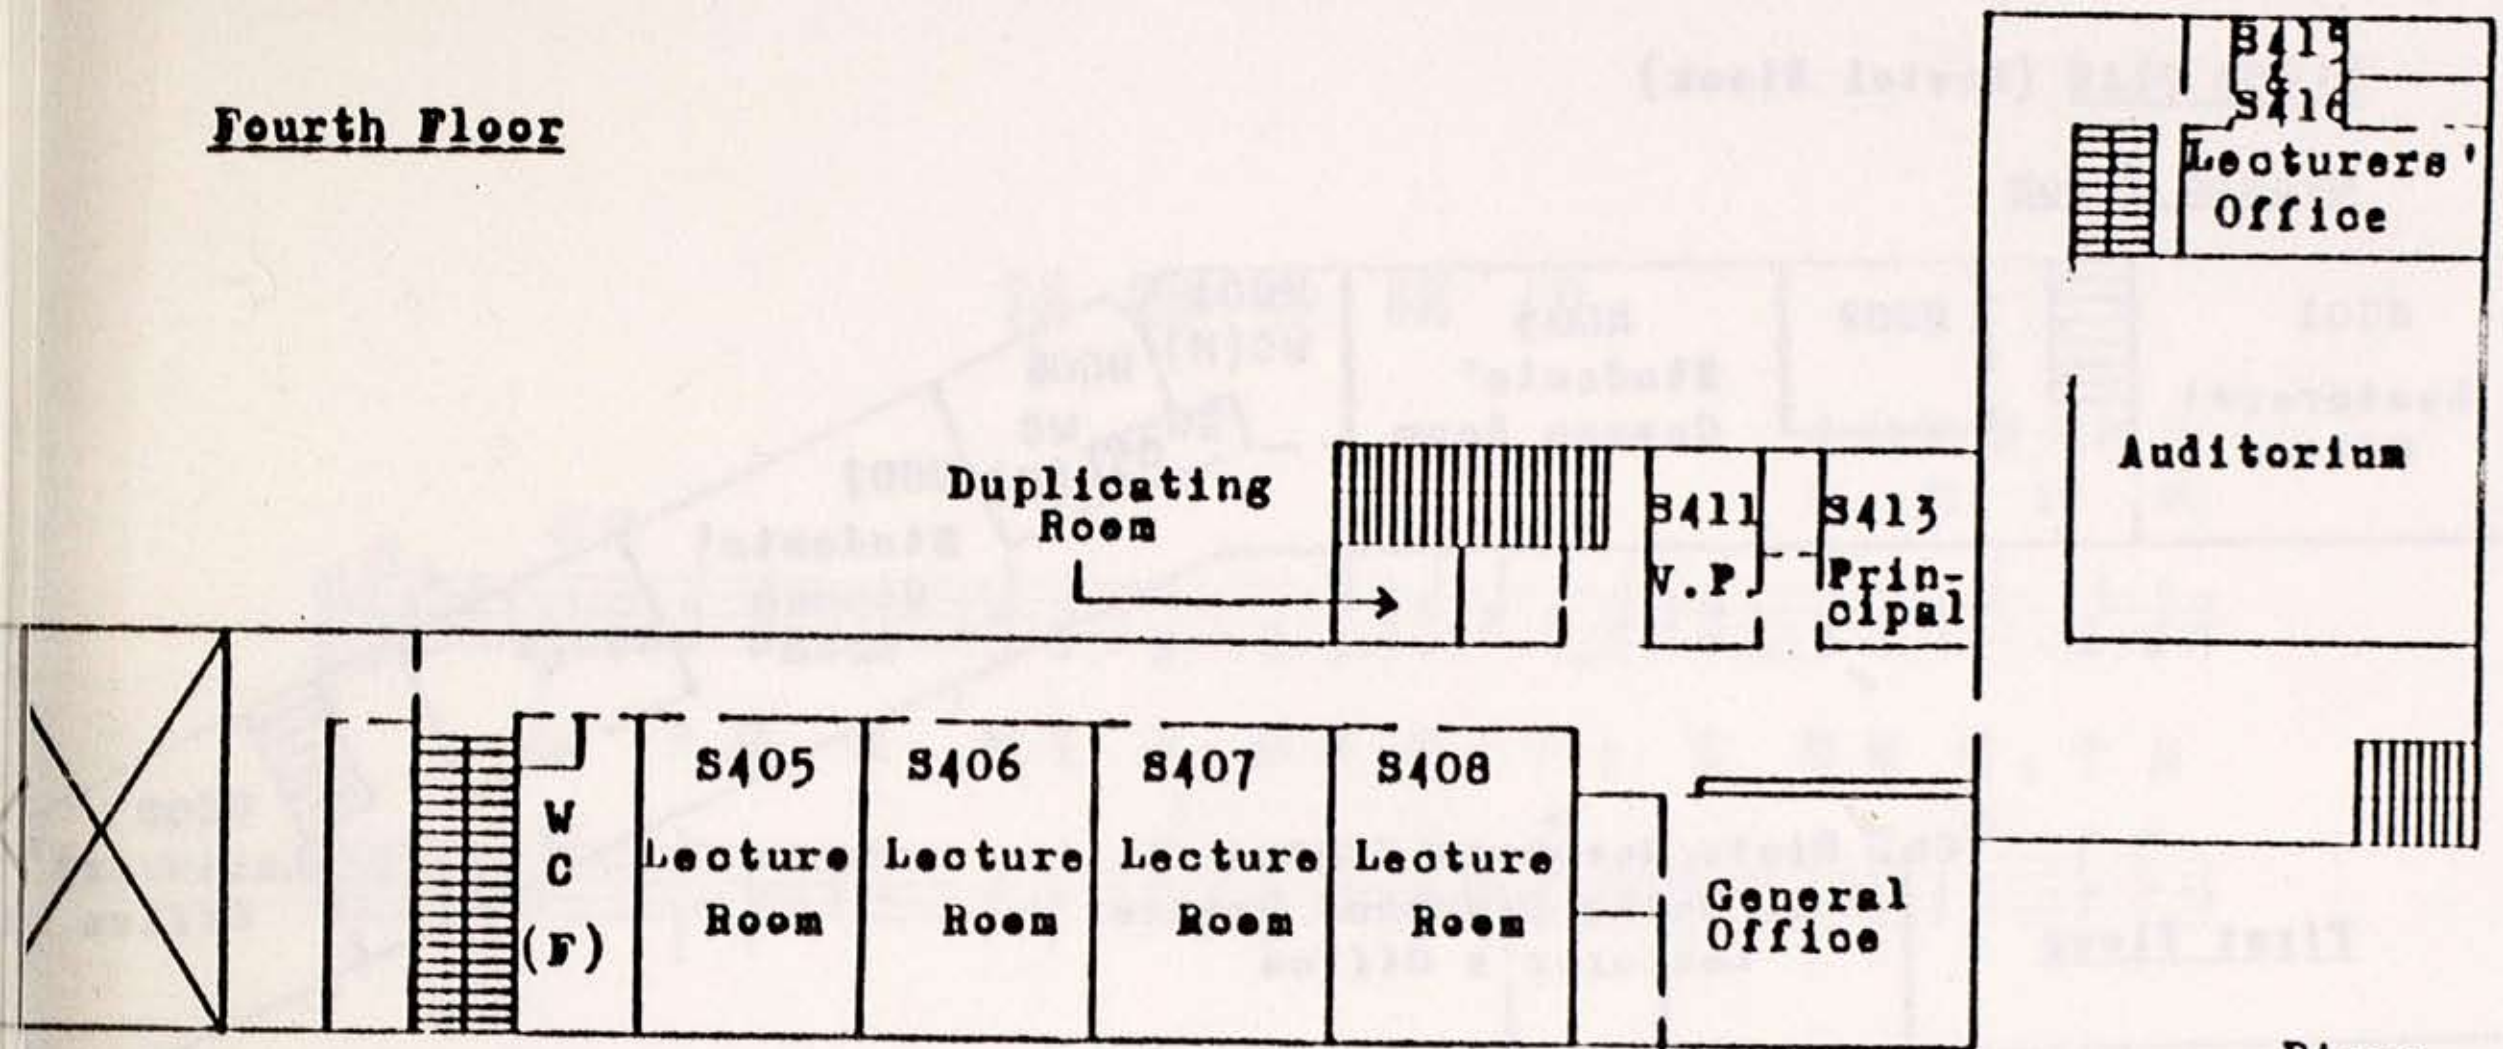 Fourth Floor
S415
&
S416
Lecturers'
Office
Auditorium
Duplicating
Room
S411
V.P.
S413
Prin-
cipal
S405
Lecture
Room
S406
Lecture
Room
S407
Lecture
Room
S408
Lecture
Room
W
C
(F)
General
Office